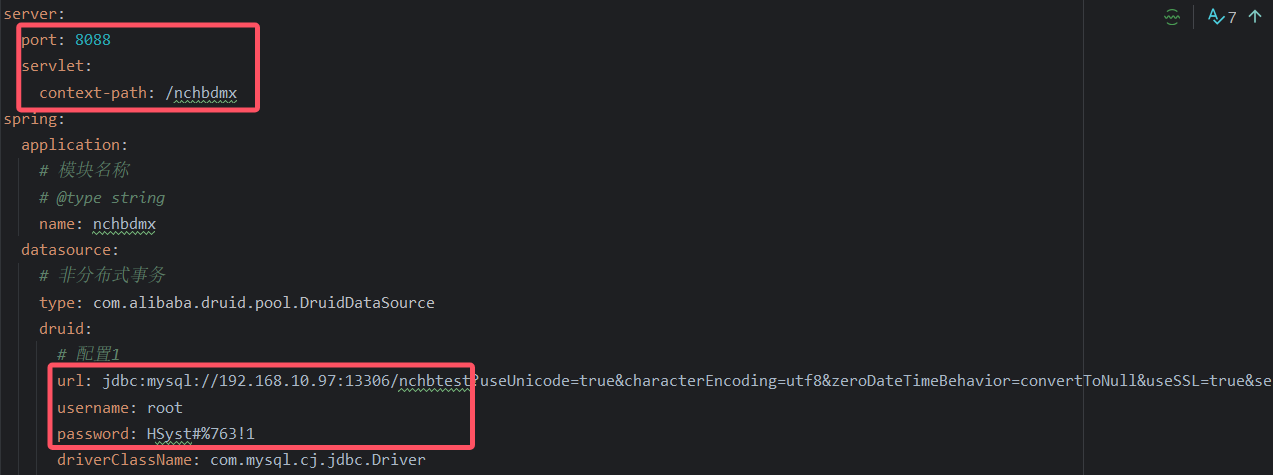 server:
7
port: 8088
servlet:
context-path: /nchbdmx
spring:
application:
# 模块名称
# @type string
name: nchbdmx
datasource:
# 非分布式事务
type: com.alibaba.druid.pool.DruidDataSource
druid:
# 配置1
url: jdbc:mysql://192.168.10.97:13306/nchbtest?useUnicode=true&characterEncoding=utf8&zeroDateTimeBehavior=convertToNull&useSSL=true&se
username: root
password: HSyst#%763!1
driverClassName: com.mysql.cj.jdbc.Driver